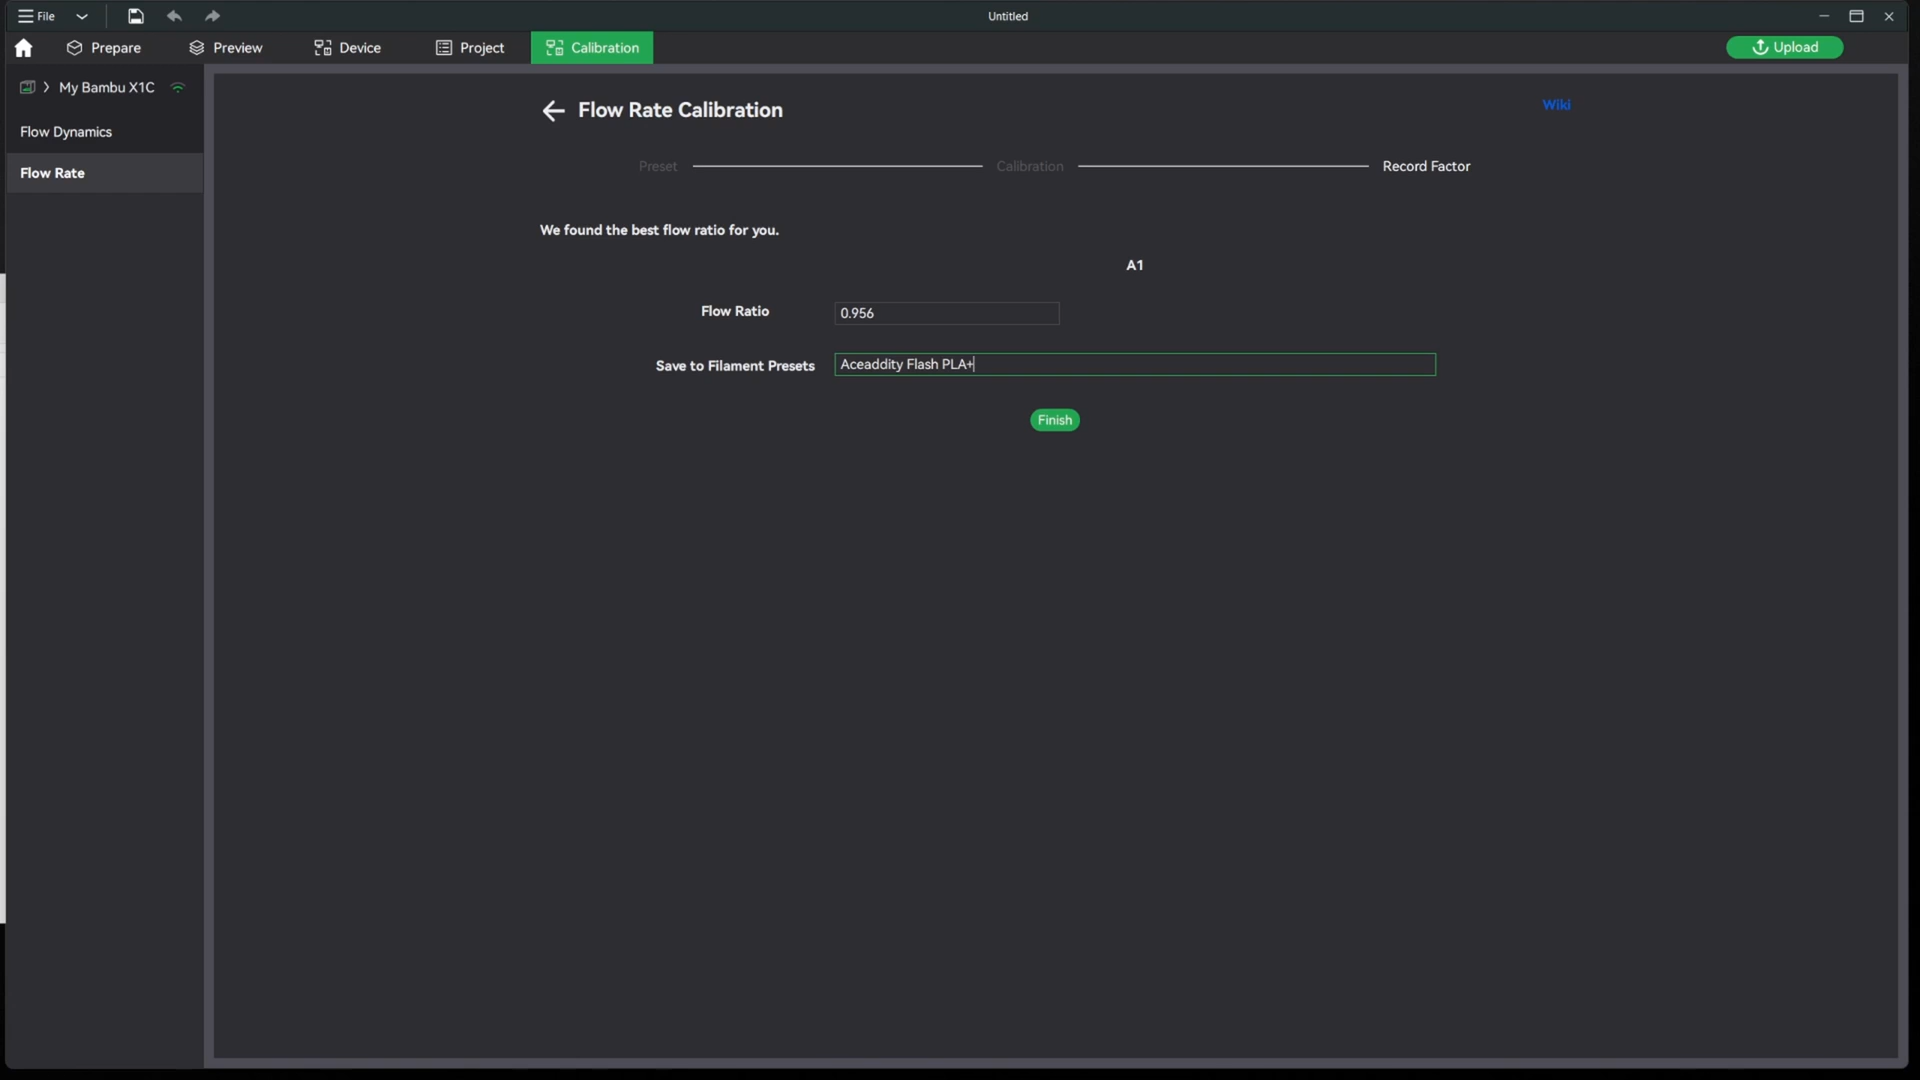 File
Untitled
Prepare
Preview
Device
Project
Calibration
Upload
My Bambu X1C
Flow Dynamics
Flow Rate
Flow Rate Calibration
Wiki
Preset
Calibration
Record Factor
We found the best flow ratio for you.
A1
Flow Ratio
0.956
Save to Filament Presets
Aceaddity Flash PLA+
Finish